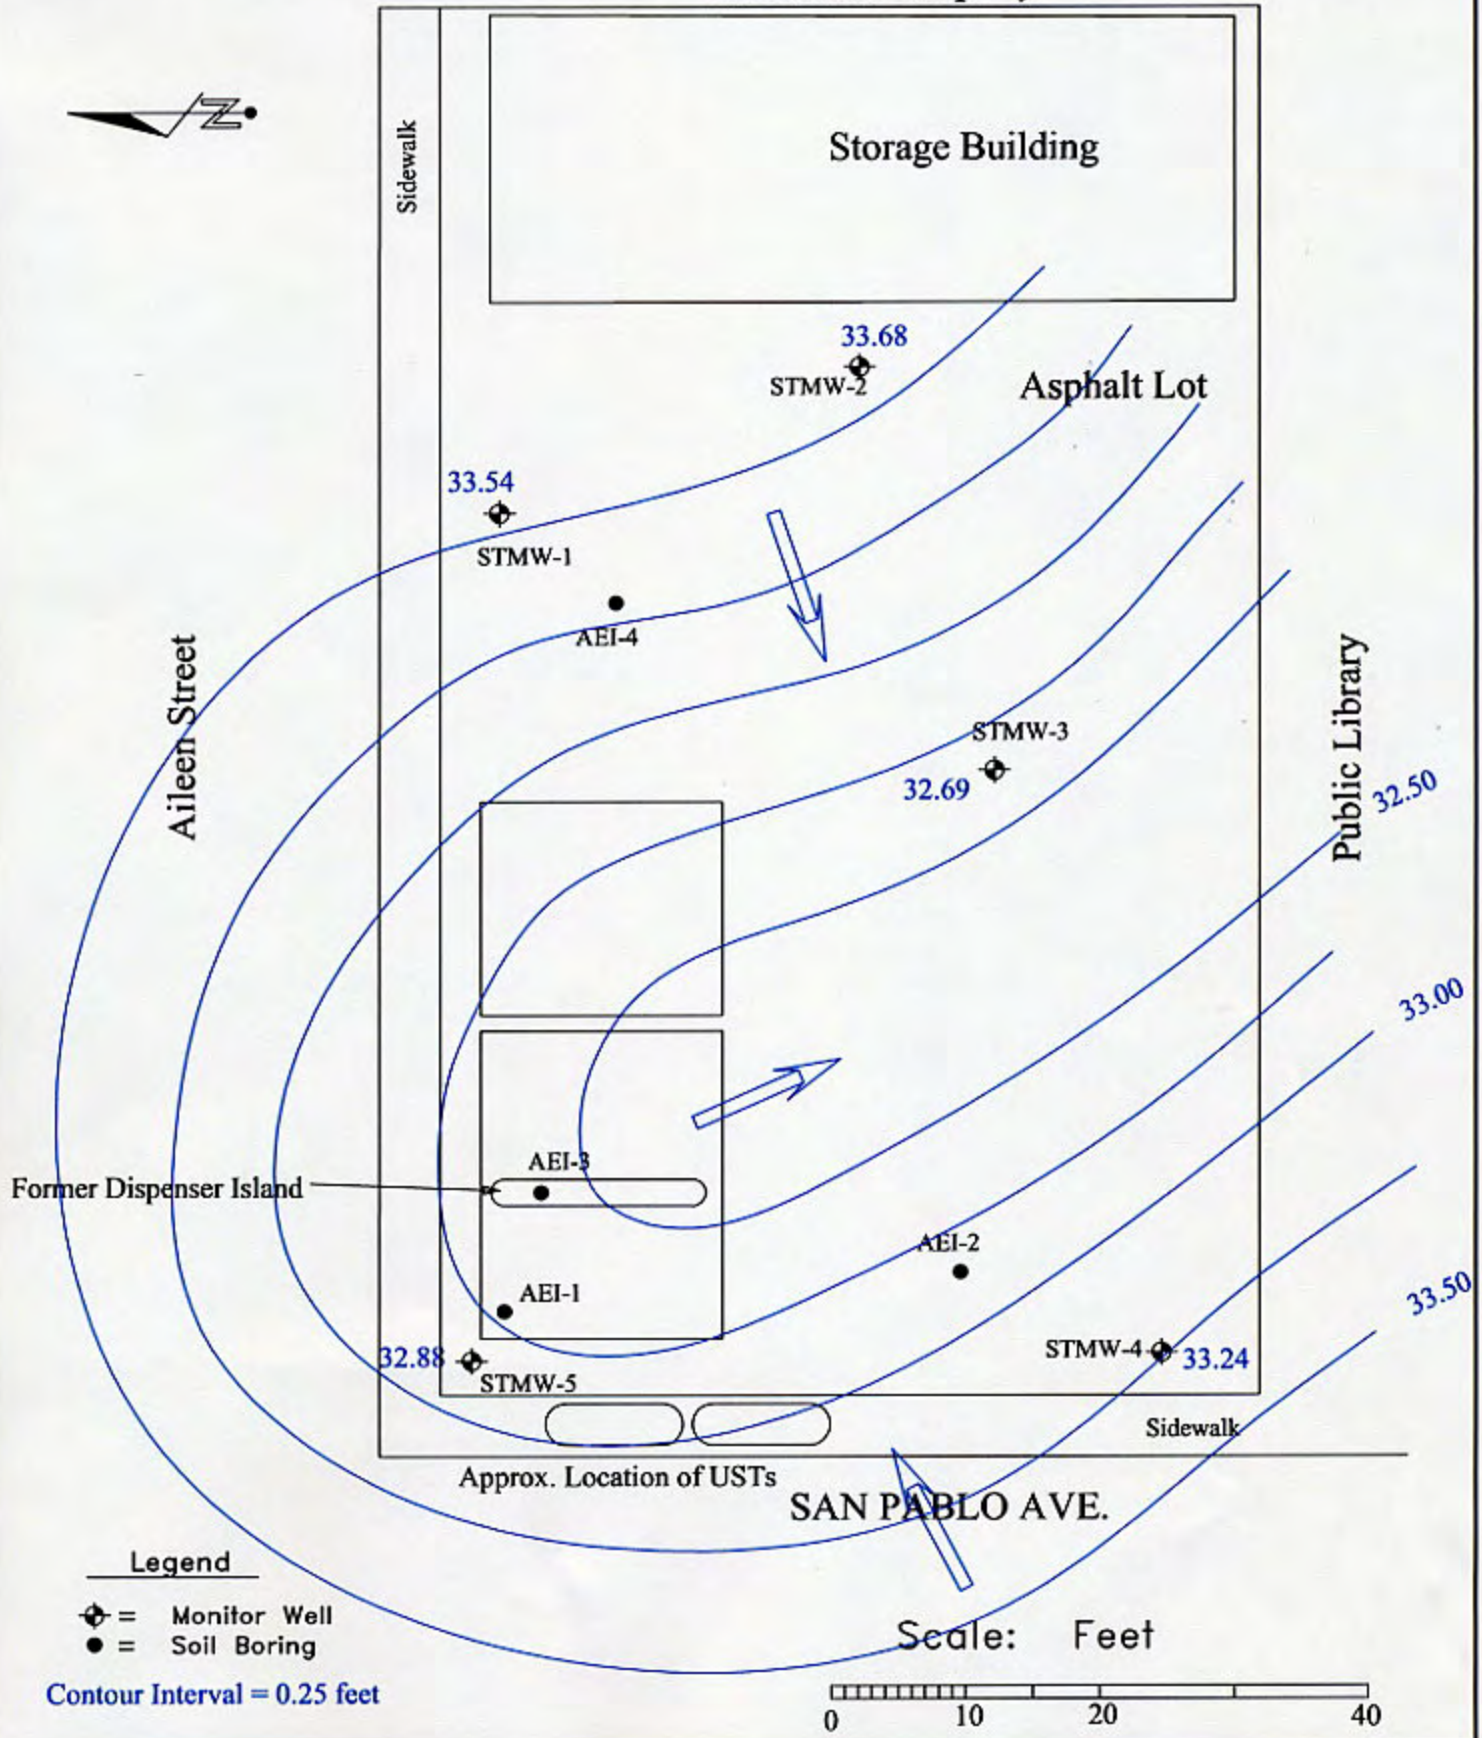 Z
Sidewalk
Storage Building
33.68
STMW-2
Asphalt Lot
33.54
STMW-1
AEI-4
Aileen Street
Public Library
STMW-3
32.69
32.50
33.00
Former Dispenser Island
AEI-3
AEI-2
AEI-1
33.50
32.88
STMW-5
STMW-4
33.24
Sidewalk
Approx. Location of USTs
SAN PABLO AVE.
Legend
= Monitor Well
= Soil Boring
Contour Interval = 0.25 feet
Scale: Feet
0 10 20 40